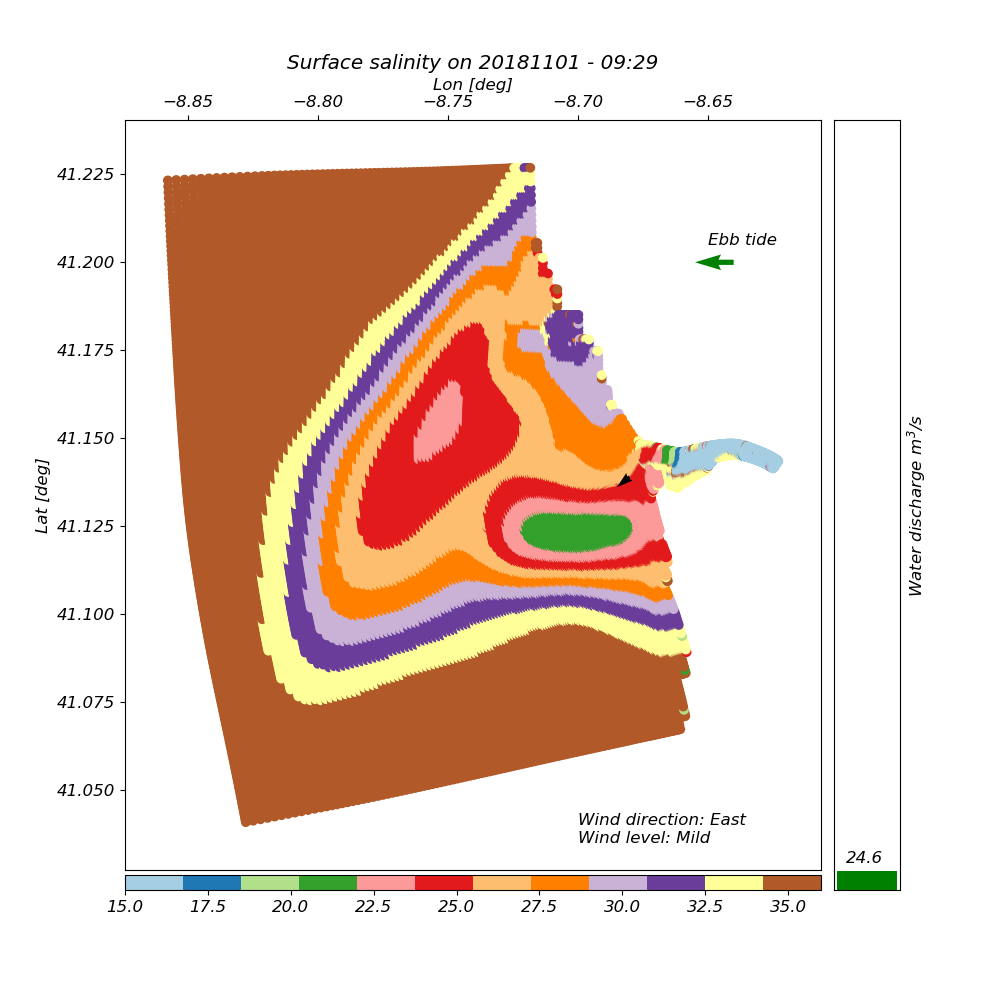 Surface salinity on 20181101 - 09:29
Lon [deg]
−8.85 −8.80 −8.75 −8.70 −8.65
41.225
41.200
41.175
41.150
41.125
41.100
41.075
41.050
Lat [deg]
Ebb tide
Wind direction: East
Wind level: Mild
15.0 17.5 20.0 22.5 25.0 27.5 30.0 32.5 35.0
24.6
Water discharge m³/s